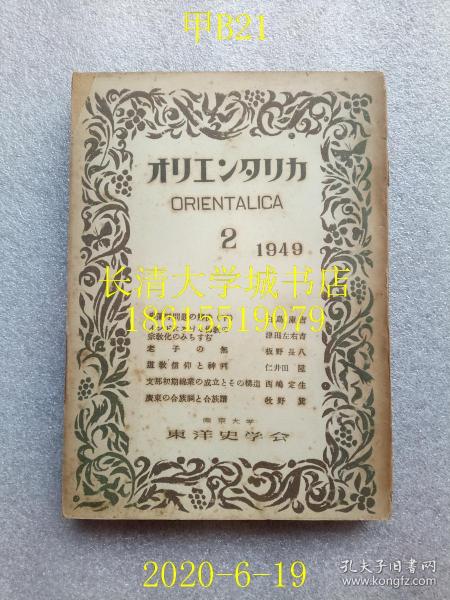 甲B21
オリエンタリカ
ORIENTALICA
2 1949
长清大学城书店
18615519079
宗教化のみちすぢ 津田左右吉
老子の無 板野長八
道教信仰と神判 仁井田陞
支那初期綿業の成立とその構造 西嶋定生
廣東の合族祠と合族譜 牧野巽
東京大学
東洋史学会
2020-6-19
孔夫子旧书网
www.kongfz.com